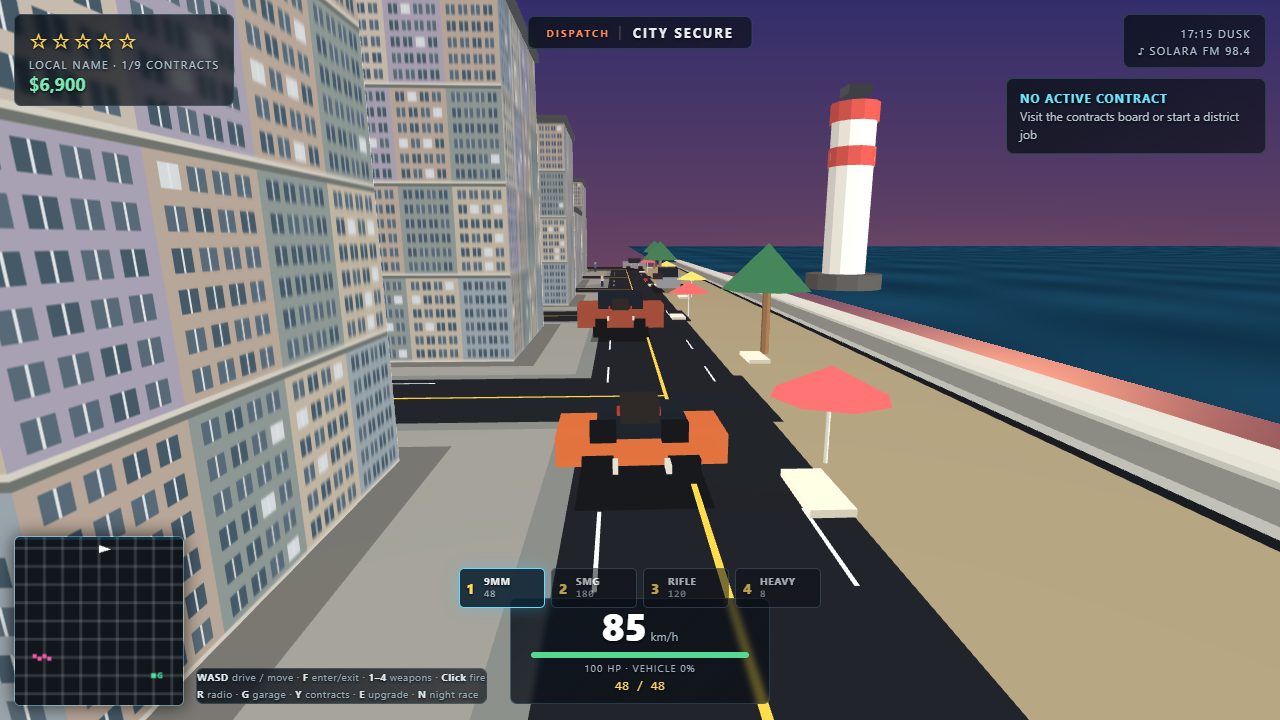 ☆☆☆☆☆
LOCAL NAME · 1/9 CONTRACTS
$6,900
DISPATCH | CITY SECURE
17:15 DUSK
♪ SOLARA FM 98.4
NO ACTIVE CONTRACT
Visit the contracts board or start a district
job
1 9MM 48
2 SMG 180
3 RIFLE 120
4 HEAVY 8
85 km/h
100 HP · VEHICLE 0%
48 / 48
G
WASD drive / move · F enter/exit · 1–4 weapons · Click fire
R radio · G garage · Y contracts · E upgrade · N night race